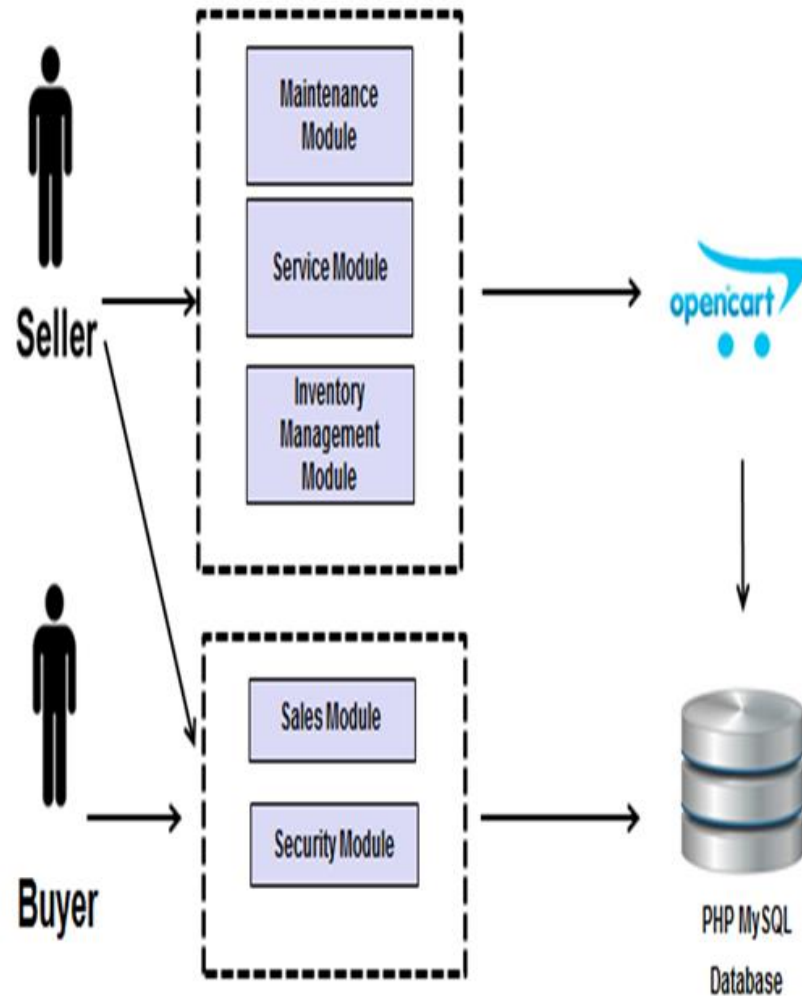 Maintenance
Module
Service Module
Inventory
Management
Module
Seller
opencart
Sales Module
Security Module
Buyer
PHP MySQL
Database